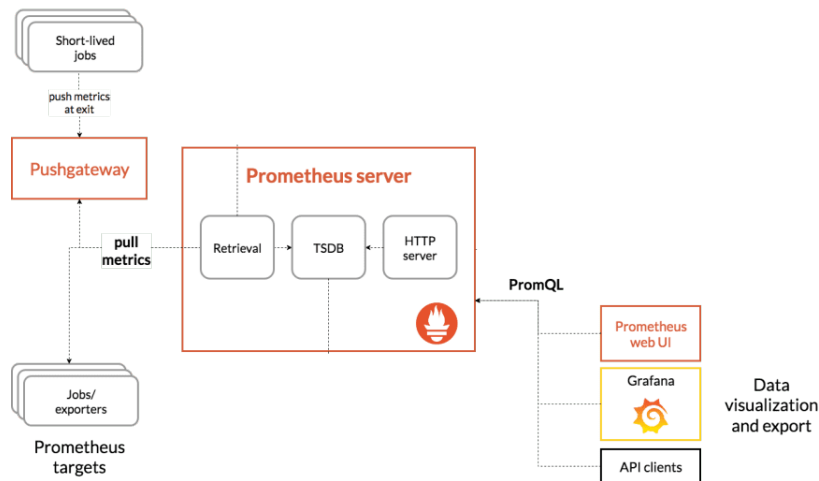 Short-lived
jobs
push metrics
at exit
Pushgateway
Prometheus server
pull
metrics
Retrieval
TSDB
HTTP
server
PromQL
Prometheus
web UI
Grafana
API clients
Data
visualization
and export
Jobs/
exporters
Prometheus
targets